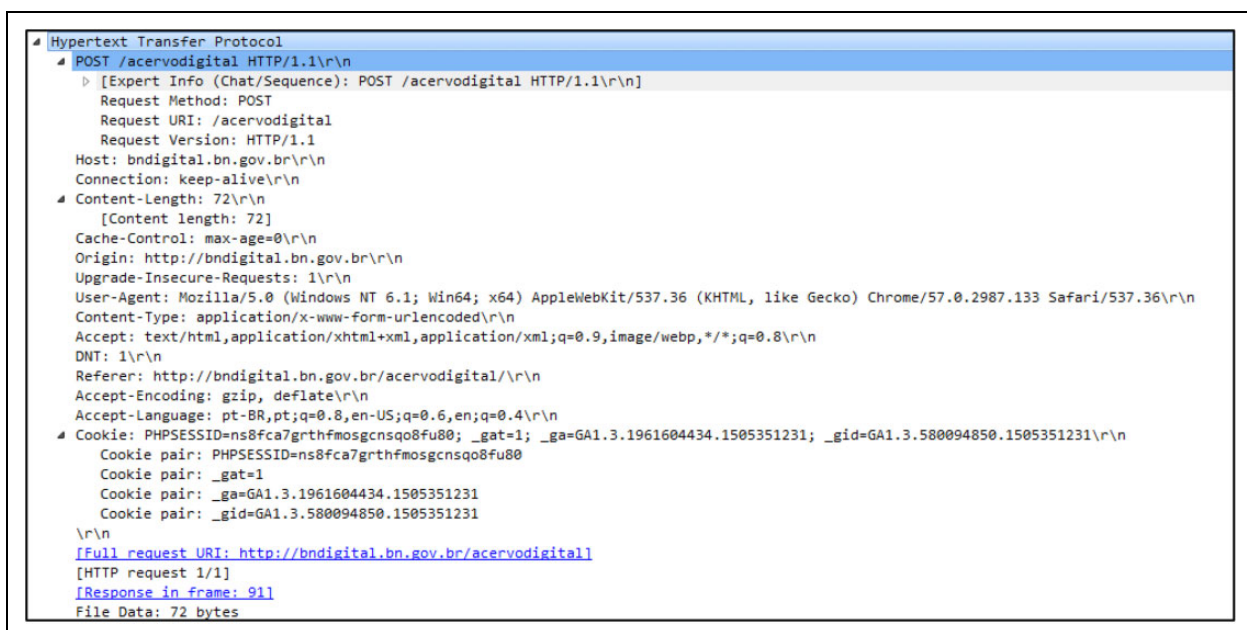 Hypertext Transfer Protocol
POST /acervodigital HTTP/1.1\r\n
[Expert Info (Chat/Sequence): POST /acervodigital HTTP/1.1\r\n]
Request Method: POST
Request URI: /acervodigital
Request Version: HTTP/1.1
Host: bndigital.bn.gov.br\r\n
Connection: keep-alive\r\n
Content-Length: 72\r\n
[Content length: 72]
Cache-Control: max-age=0\r\n
Origin: http://bndigital.bn.gov.br\r\n
Upgrade-Insecure-Requests: 1\r\n
User-Agent: Mozilla/5.0 (Windows NT 6.1; Win64; x64) AppleWebKit/537.36 (KHTML, like Gecko) Chrome/57.0.2987.133 Safari/537.36\r\n
Content-Type: application/x-www-form-urlencoded\r\n
Accept: text/html,application/xhtml+xml,application/xml;q=0.9,image/webp,*/*;q=0.8\r\n
DNT: 1\r\n
Referer: http://bndigital.bn.gov.br/acervodigital/\r\n
Accept-Encoding: gzip, deflate\r\n
Accept-Language: pt-BR,pt;q=0.8,en-US;q=0.6,en;q=0.4\r\n
Cookie: PHPSESSID=ns8fca7grthfmosgcnsqo8fu80; _gat=1; _ga=GA1.3.1961604434.1505351231; _gid=GA1.3.580094850.1505351231\r\n
Cookie pair: PHPSESSID=ns8fca7grthfmosgcnsqo8fu80
Cookie pair: _gat=1
Cookie pair: _ga=GA1.3.1961604434.1505351231
Cookie pair: _gid=GA1.3.580094850.1505351231
\r\n
[Full request URI: http://bndigital.bn.gov.br/acervodigital]
[HTTP request 1/1]
[Response in frame: 91]
File Data: 72 bytes